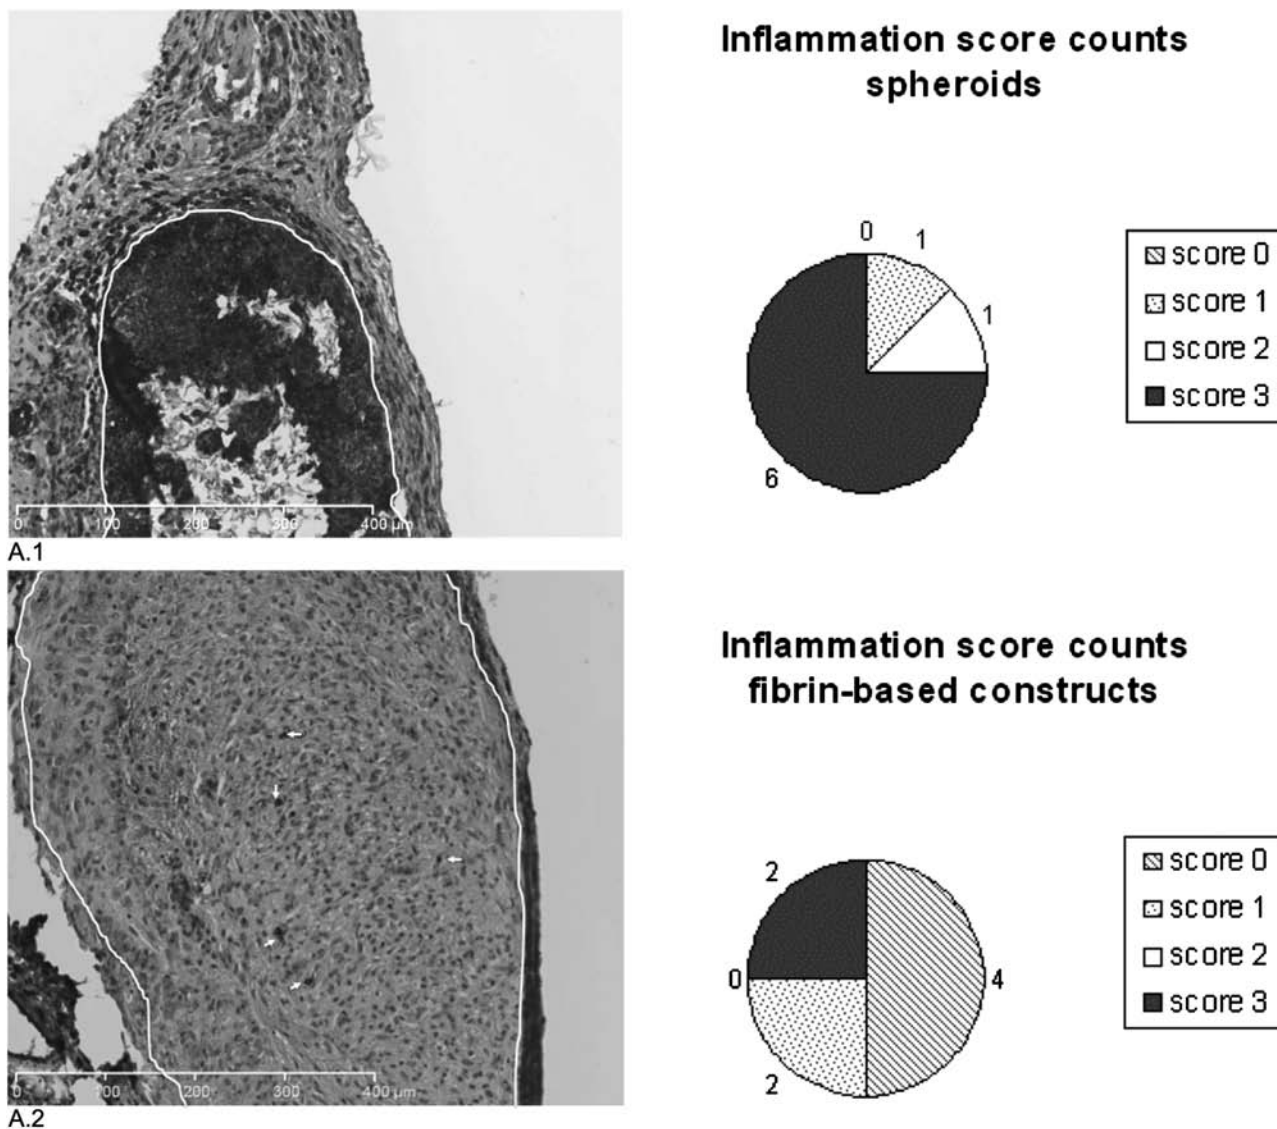 0 100 200 300 400 µm
A.1
Inflammation score counts
spheroids
0
1
1
6
score 0
score 1
score 2
score 3
0 100 200 300 400 µm
A.2
Inflammation score counts
fibrin-based constructs
2
0
4
2
score 0
score 1
score 2
score 3